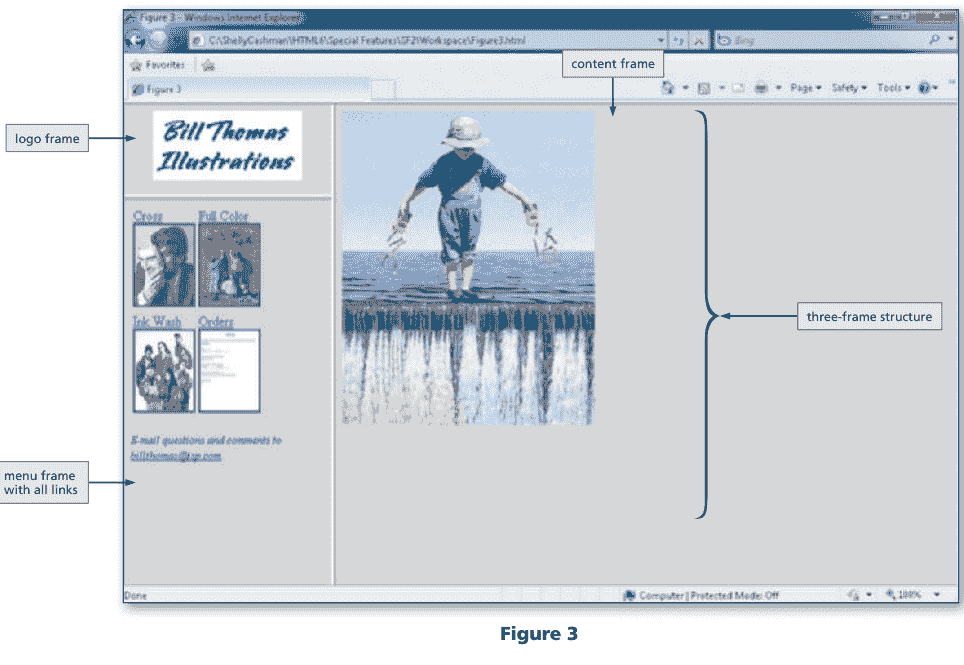 Figure 3 - Windows Internet Explorer
C:\ShellyCashman\HTML6\Special Features\SF2\Workspace\Figure3.html
Bing
Favorites
content frame
Figure 3
Page
Safety
Tools
logo frame
Bill Thomas
Illustrations
Cross
Full Color
Ink Wash
Orders
three-frame structure
E-mail questions and comments to
billthomas@isp.com
menu frame
with all links
Done
Computer | Protected Mode: Off
100%
Figure 3